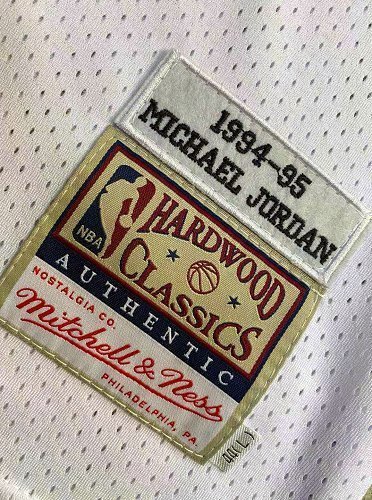 1994-95
MICHAEL JORDAN
HARDWOOD
CLASSICS
NBA
AUTHENTIC
NOSTALGIA CO.
Mitchell & Ness
PHILADELPHIA, PA